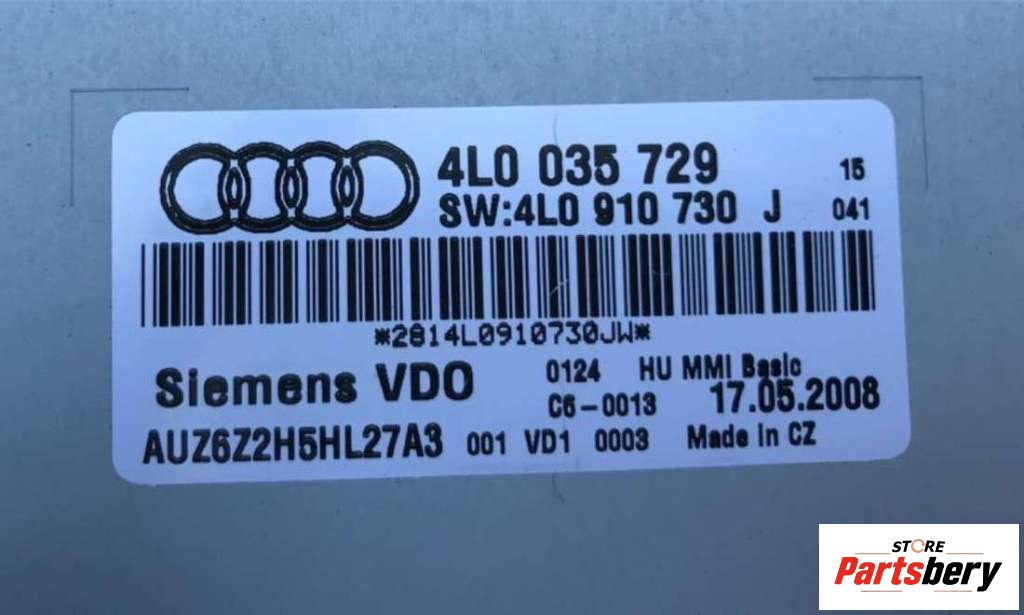 4L0 035 729 15
SW:4L0 910 730 J 041
*2814L0910730JW*
Siemens VDO 0124 HU MMI Basic
C6-0013 17.05.2008
AUZ6Z2H5HL27A3 001 VD1 0003 Made in CZ
STORE
Partsbery